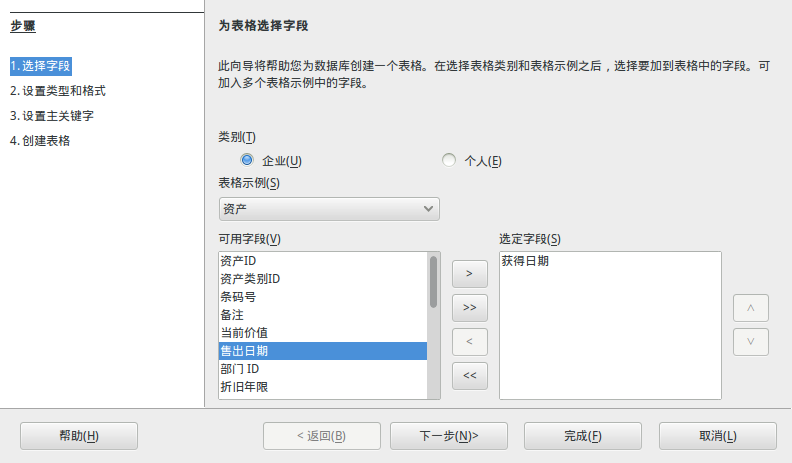 步骤
1.选择字段
2.设置类型和格式
3.设置主关键字
4.创建表格
为表格选择字段
此向导将帮助您为数据库创建一个表格。在选择表格类别和表格示例之后，选择要加到表格中的字段。可
加入多个表格示例中的字段。
类别(T)
企业(U)
个人(E)
表格示例(S)
资产
可用字段(V)
选定字段(S)
资产ID
资产类别ID
条码号
备注
当前价值
售出日期
部门 ID
折旧年限
>
>>
<
<<
获得日期
帮助(H)
< 返回(B)
下一步(N)>
完成(F)
取消(L)